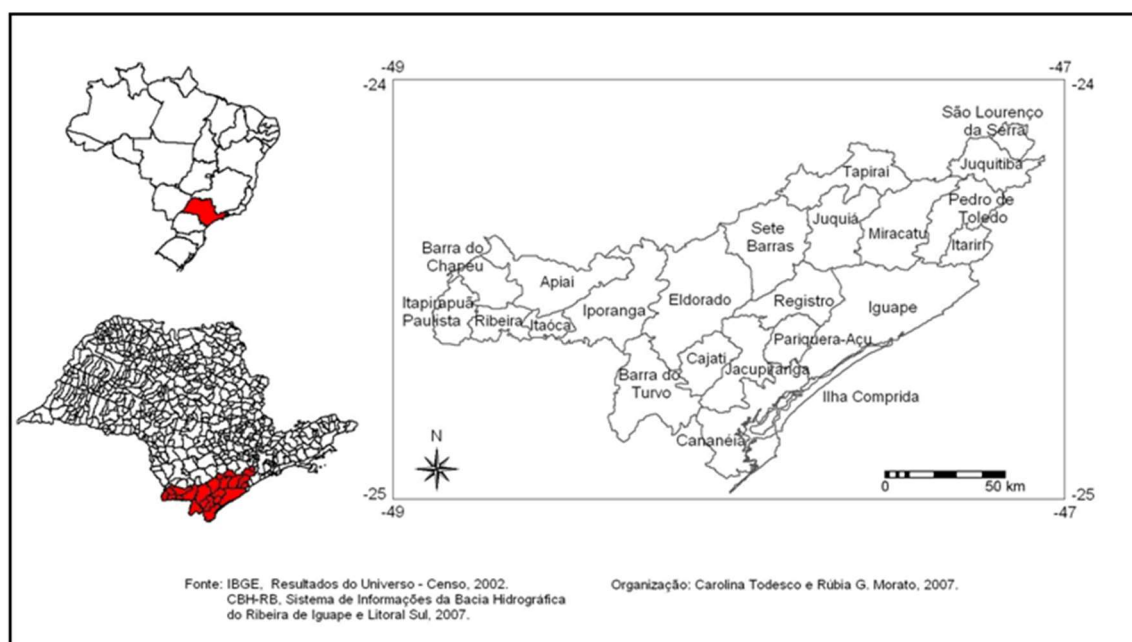 -49
-47
-24
-24
São Lourenço
da Serra
Juquitiba
Tapirai
Pedro de
Toledo
Sete
Barras
Juquiá
Miracatu
Itariri
Barra do
Chapéu
Apiaí
Itapirapuã
Paulista
Ribeira
Itaóca
Iporanga
Eldorado
Registro
Iguape
Pariquera-Açu
Cajati
Jacupiranga
Barra do
Turvo
Ilha Comprida
Cananéia
N
0
50 km
-25
-25
-49
-47
Fonte: IBGE, Resultados do Universo - Censo, 2002.
CBH-RB, Sistema de Informações da Bacia Hidrográfica
do Ribeira de Iguape e Litoral Sul, 2007.
Organização: Carolina Todesco e Rúbia G. Morato, 2007.